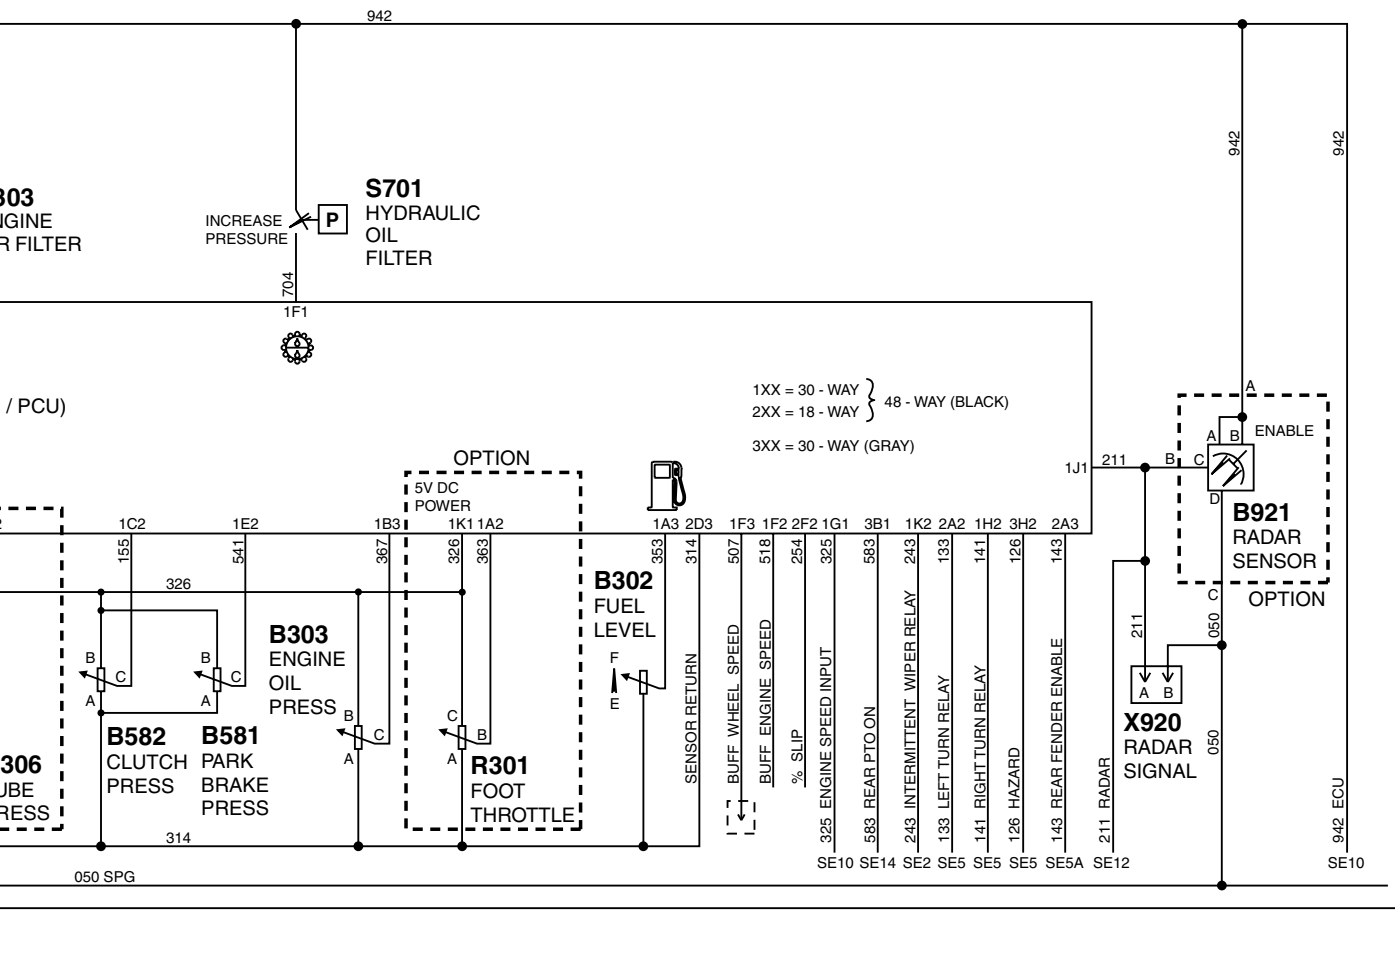 942
942
942
303
NGINE
R FILTER
S701
HYDRAULIC
OIL
FILTER
INCREASE
PRESSURE
P
704
1F1
/ PCU)
1XX = 30 - WAY
2XX = 18 - WAY
48 - WAY (BLACK)
3XX = 30 - WAY (GRAY)
A
A B
ENABLE
1J1
211
B
C
D
B921
RADAR
SENSOR
C
OPTION
OPTION
5V DC
POWER
2
1C2
1E2
1B3
1K1
1A2
1A3
2D3
1F3
1F2
2F2
1G1
3B1
1K2
2A2
1H2
3H2
2A3
155
541
367
326
363
353
314
507
518
254
325
583
243
133
141
126
143
326
B302
FUEL
LEVEL
F
E
B303
ENGINE
OIL
PRESS
B
C
A
B
C
A
B
C
A
C
B
A
B582
CLUTCH
PRESS
B581
PARK
BRAKE
PRESS
R301
FOOT
THROTTLE
306
UBE
RESS
314
050 SPG
SENSOR RETURN
BUFF WHEEL SPEED
BUFF ENGINE SPEED
% SLIP
325 ENGINE SPEED INPUT
583 REAR PTO ON
243 INTERMITTENT WIPER RELAY
133 LEFT TURN RELAY
141 RIGHT TURN RELAY
126 HAZARD
143 REAR FENDER ENABLE
211 RADAR
211
050
A B
X920
RADAR
SIGNAL
050
942 ECU
SE10
SE14
SE2
SE5
SE5
SE5
SE5A
SE12
SE10